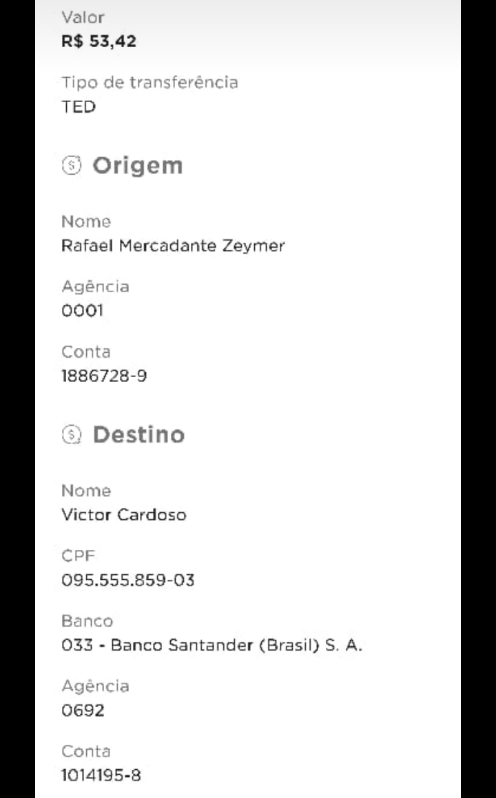 Valor
R$ 53,42
Tipo de transferência
TED
Origem
Nome
Rafael Mercadante Zeymer
Agência
0001
Conta
1886728-9
Destino
Nome
Victor Cardoso
CPF
095.555.859-03
Banco
033 - Banco Santander (Brasil) S. A.
Agência
0692
Conta
1014195-8